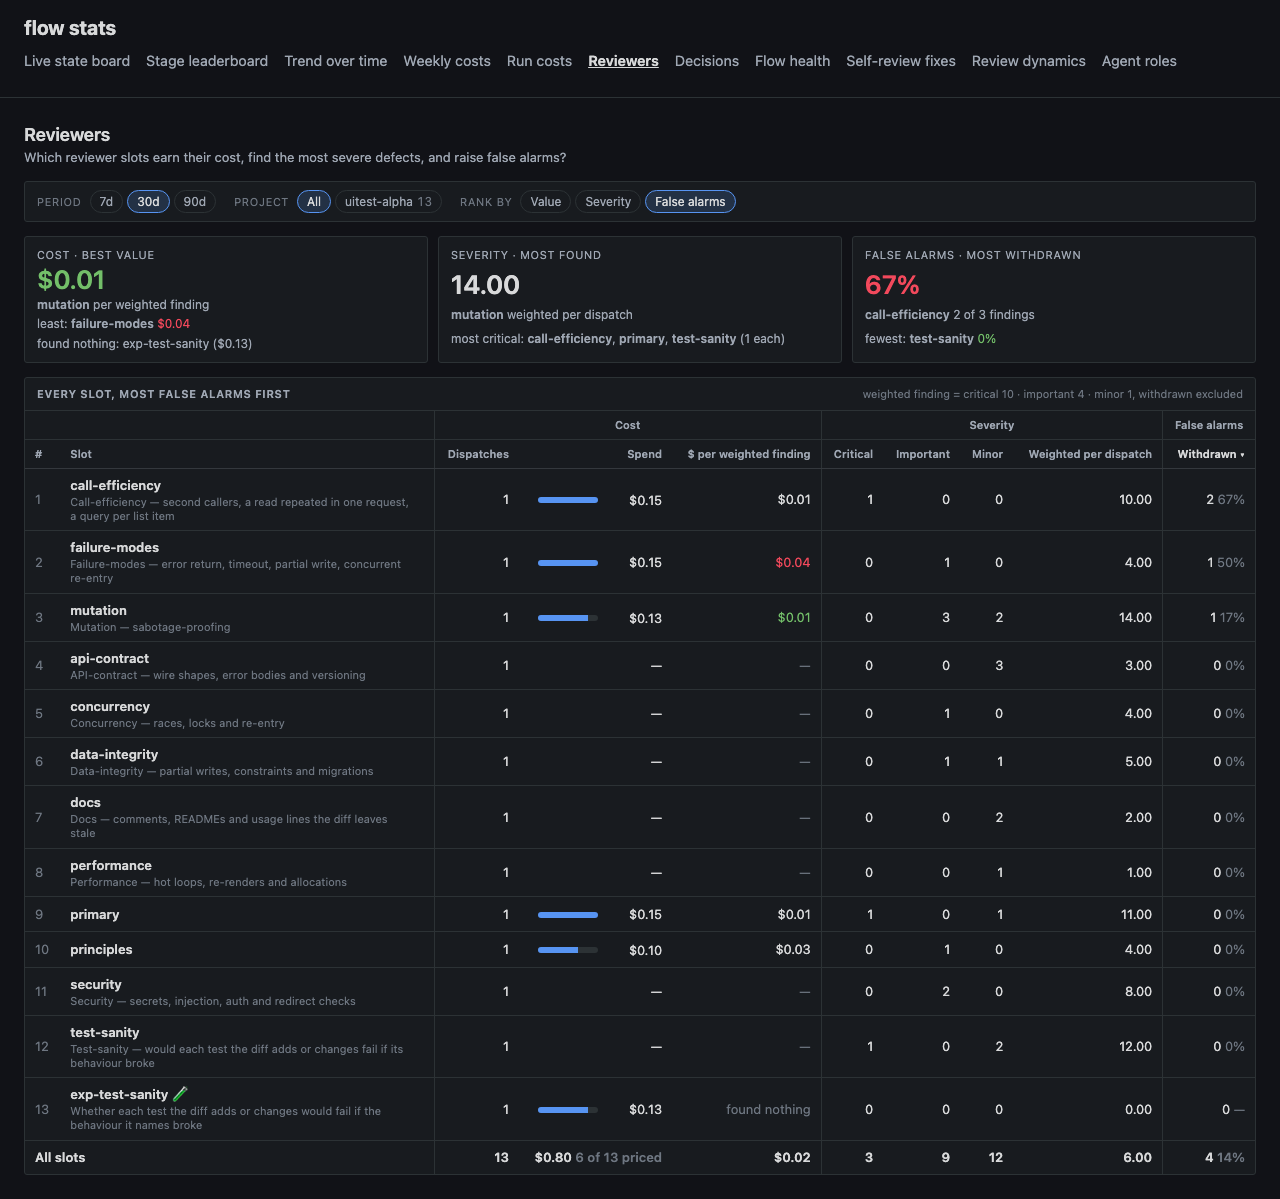 flow stats
Live state board Stage leaderboard Trend over time Weekly costs Run costs Reviewers Decisions Flow health Self-review fixes Review dynamics Agent roles
Reviewers
Which reviewer slots earn their cost, find the most severe defects, and raise false alarms?
PERIOD 7d 30d 90d PROJECT All uitest-alpha 13 RANK BY Value Severity False alarms
COST · BEST VALUE
$0.01
mutation per weighted finding
least: failure-modes $0.04
found nothing: exp-test-sanity ($0.13)
SEVERITY · MOST FOUND
14.00
mutation weighted per dispatch
most critical: call-efficiency, primary, test-sanity (1 each)
FALSE ALARMS · MOST WITHDRAWN
67%
call-efficiency 2 of 3 findings
fewest: test-sanity 0%
EVERY SLOT, MOST FALSE ALARMS FIRST weighted finding = critical 10 · important 4 · minor 1, withdrawn excluded
Cost Severity False alarms
# Slot Dispatches Spend $ per weighted finding Critical Important Minor Weighted per dispatch Withdrawn ▾
1 call-efficiency 1 $0.15 $0.01 1 0 0 10.00 2 67%
Call-efficiency — second callers, a read repeated in one request,
a query per list item
2 failure-modes 1 $0.15 $0.04 0 1 0 4.00 1 50%
Failure-modes — error return, timeout, partial write, concurrent
re-entry
3 mutation 1 $0.13 $0.01 0 3 2 14.00 1 17%
Mutation — sabotage-proofing
4 api-contract 1 — — 0 0 3 3.00 0 0%
API-contract — wire shapes, error bodies and versioning
5 concurrency 1 — — 0 1 0 4.00 0 0%
Concurrency — races, locks and re-entry
6 data-integrity 1 — — 0 1 1 5.00 0 0%
Data-integrity — partial writes, constraints and migrations
7 docs 1 — — 0 0 2 2.00 0 0%
Docs — comments, READMEs and usage lines the diff leaves
stale
8 performance 1 — — 0 0 1 1.00 0 0%
Performance — hot loops, re-renders and allocations
9 primary 1 $0.15 $0.01 1 0 1 11.00 0 0%
10 principles 1 $0.10 $0.03 0 1 0 4.00 0 0%
11 security 1 — — 0 2 0 8.00 0 0%
Security — secrets, injection, auth and redirect checks
12 test-sanity 1 — — 1 0 2 12.00 0 0%
Test-sanity — would each test the diff adds or changes fail if its
behaviour broke
13 exp-test-sanity 1 $0.13 found nothing 0 0 0 0.00 0 —
Whether each test the diff adds or changes would fail if the
behaviour it names broke
All slots 13 $0.80 6 of 13 priced $0.02 3 9 12 6.00 4 14%